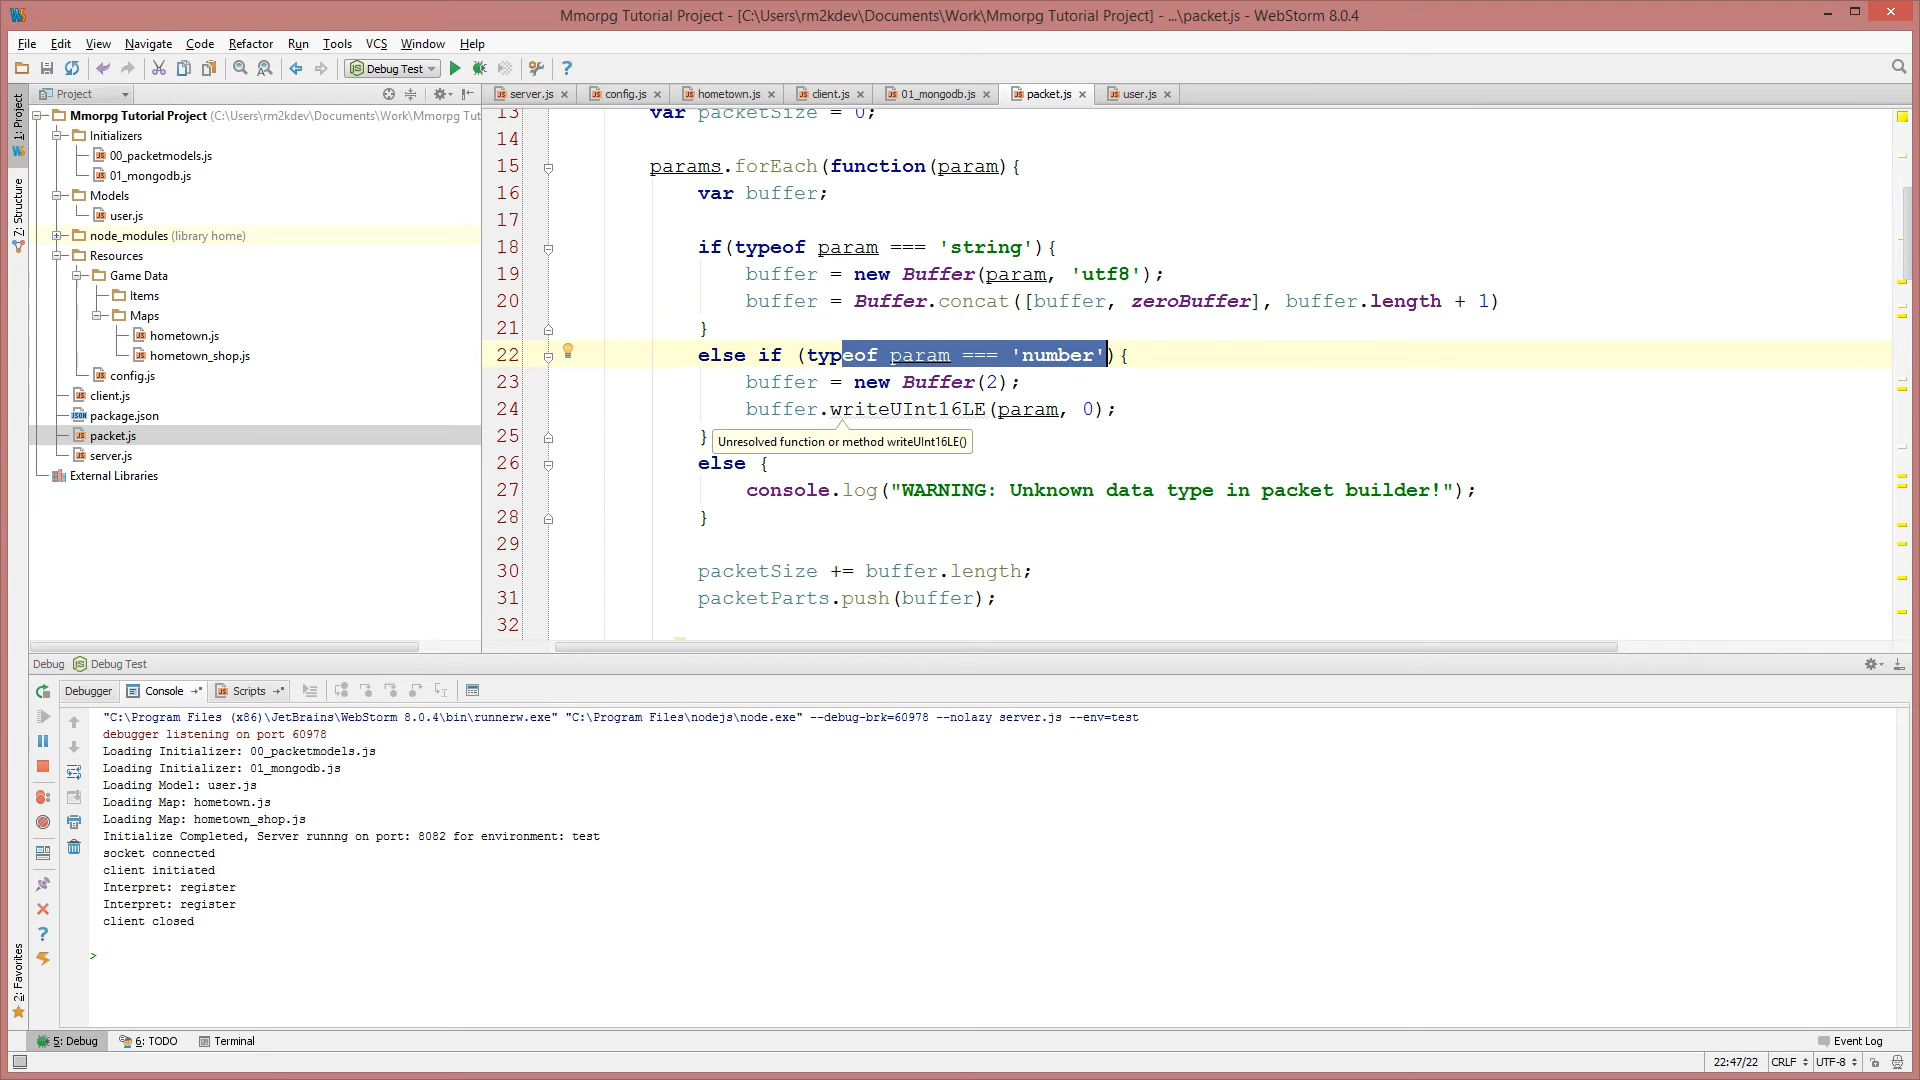 Mmorpg Tutorial Project - [C:\Users\rm2kdev\Documents\Work\Mmorpg Tutorial Project] - ...\packet.js - WebStorm 8.0.4
File Edit View Navigate Code Refactor Run Tools VCS Window Help
Debug Test
Project
server.js config.js hometown.js client.js 01_mongodb.js packet.js user.js
1: Project
7: Structure
2: Favorites
Mmorpg Tutorial Project (C:\Users\rm2kdev\Documents\Work\Mmorpg Tut
Initializers
00_packetmodels.js
01_mongodb.js
Models
user.js
node_modules (library home)
Resources
Game Data
Items
Maps
hometown.js
hometown_shop.js
config.js
client.js
package.json
packet.js
server.js
External Libraries
13 var packetSize = 0;
14
15 params.forEach(function(param){
16 var buffer;
17
18 if(typeof param === 'string'){
19 buffer = new Buffer(param, 'utf8');
20 buffer = Buffer.concat([buffer, zeroBuffer], buffer.length + 1)
21 }
22 else if (typeof param === 'number'){
23 buffer = new Buffer(2);
24 buffer.writeUInt16LE(param, 0);
25 }
Unresolved function or method writeUInt16LE()
26 else {
27 console.log("WARNING: Unknown data type in packet builder!");
28 }
29
30 packetSize += buffer.length;
31 packetParts.push(buffer);
32
Debug Debug Test
Debugger Console Scripts
"C:\Program Files (x86)\JetBrains\WebStorm 8.0.4\bin\runnerw.exe" "C:\Program Files\nodejs\node.exe" --debug-brk=60978 --nolazy server.js --env=test
debugger listening on port 60978
Loading Initializer: 00_packetmodels.js
Loading Initializer: 01_mongodb.js
Loading Model: user.js
Loading Map: hometown.js
Loading Map: hometown_shop.js
Initialize Completed, Server runnng on port: 8082 for environment: test
socket connected
client initiated
Interpret: register
Interpret: register
client closed
>
5: Debug 6: TODO Terminal Event Log
22:47/22 CRLF UTF-8